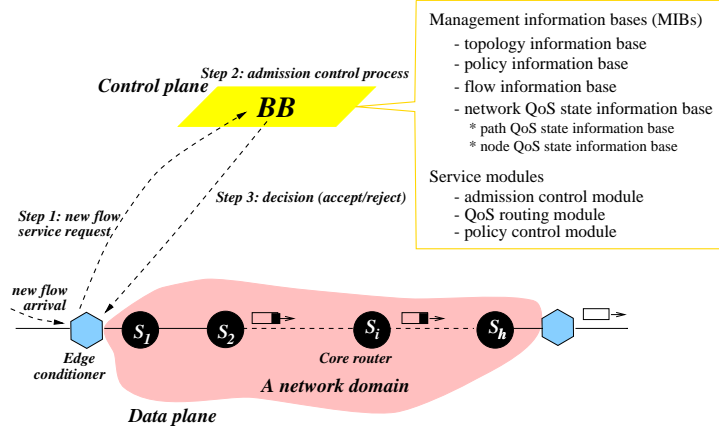 Management information bases (MIBs)
- topology information base
- policy information base
- flow information base
- network QoS state information base
* path QoS state information base
* node QoS state information base
Service modules
- admission control module
- QoS routing module
- policy control module
Step 2: admission control process
Control plane
BB
Step 3: decision (accept/reject)
Step 1: new flow
service request
new flow
arrival
S1
S2
Si
Sh
Edge
conditioner
Core router
A network domain
Data plane